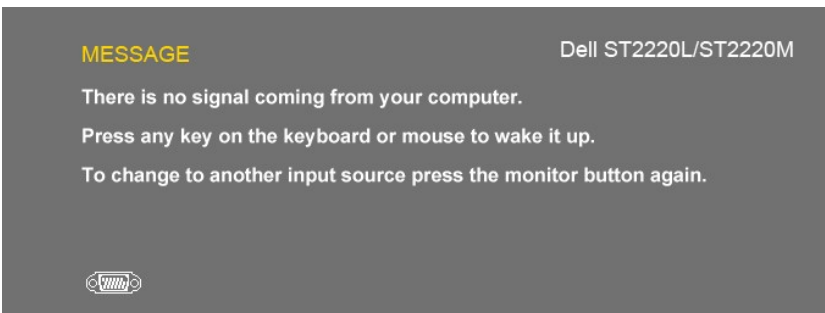 MESSAGE
Dell ST2220L/ST2220M
There is no signal coming from your computer.
Press any key on the keyboard or mouse to wake it up.
To change to another input source press the monitor button again.